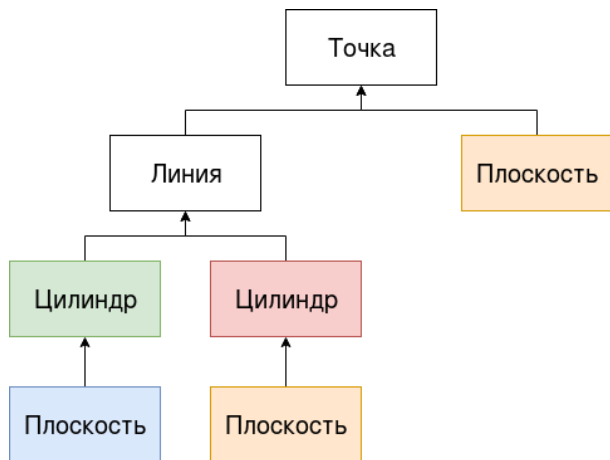 Точка
Линия
Плоскость
Цилиндр
Цилиндр
Плоскость
Плоскость